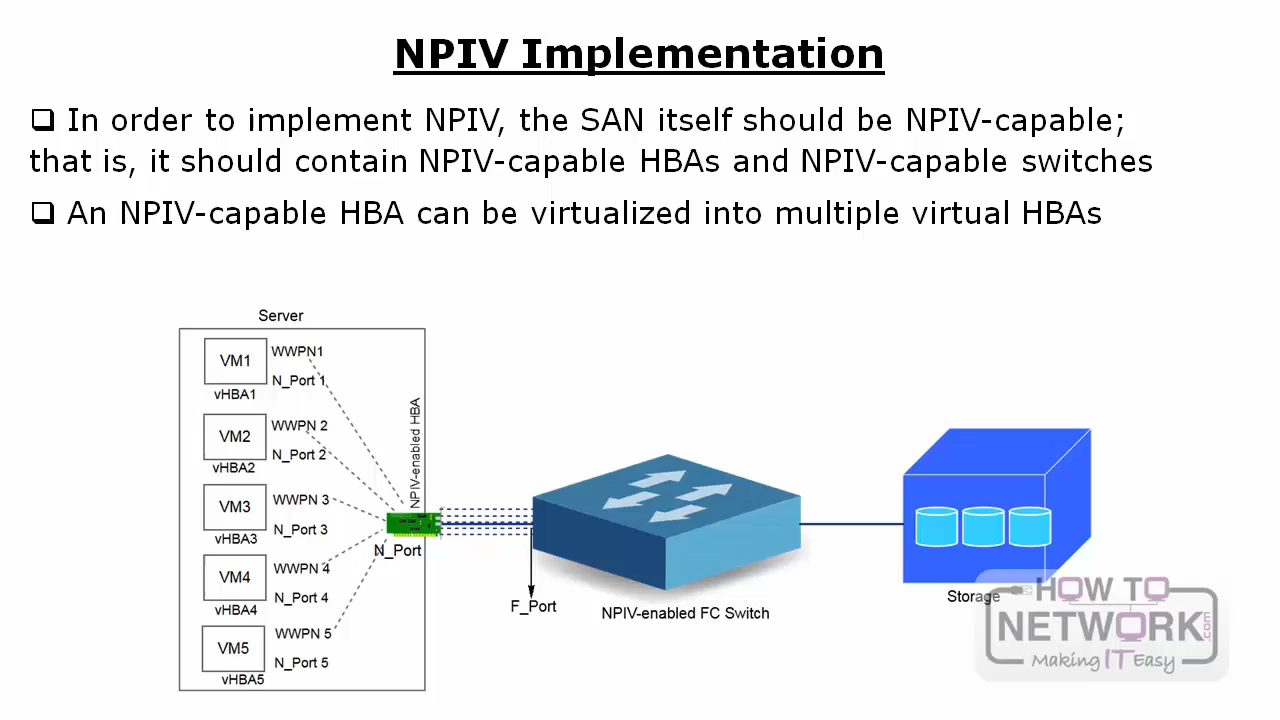 NPIV Implementation
❑ In order to implement NPIV, the SAN itself should be NPIV-capable;
that is, it should contain NPIV-capable HBAs and NPIV-capable switches
❑ An NPIV-capable HBA can be virtualized into multiple virtual HBAs
Server
VM1
WWPN1
N_Port 1
vHBA1
VM2
WWPN 2
N_Port 2
vHBA2
VM3
WWPN 3
N_Port 3
vHBA3
VM4
WWPN 4
N_Port 4
vHBA4
VM5
WWPN 5
N_Port 5
vHBA5
NPIV-enabled HBA
N_Port
F_Port
NPIV-enabled FC Switch
Storage
HOW TO
NETWORK.com
Making IT Easy